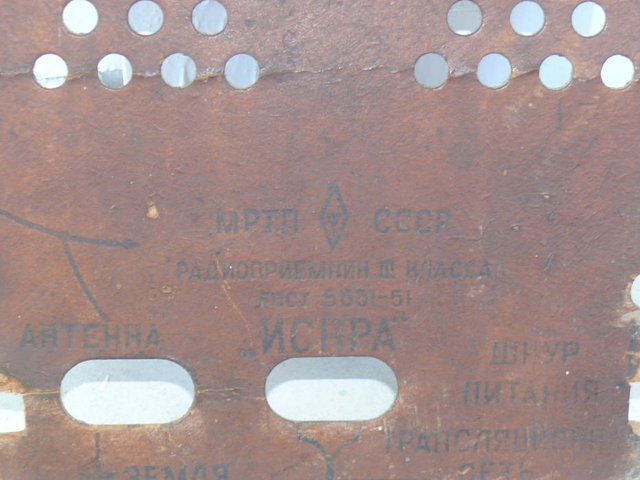 МРТП СССР
РАДИОПРИЕМНИК III КЛАССА
ГОСТ 5651-51
„ИСКРА"
АНТЕННА
ШНУР
ПИТАНИЯ
ТРАНСЛЯЦИОННАЯ
СЕТЬ
ЗЕМЛЯ